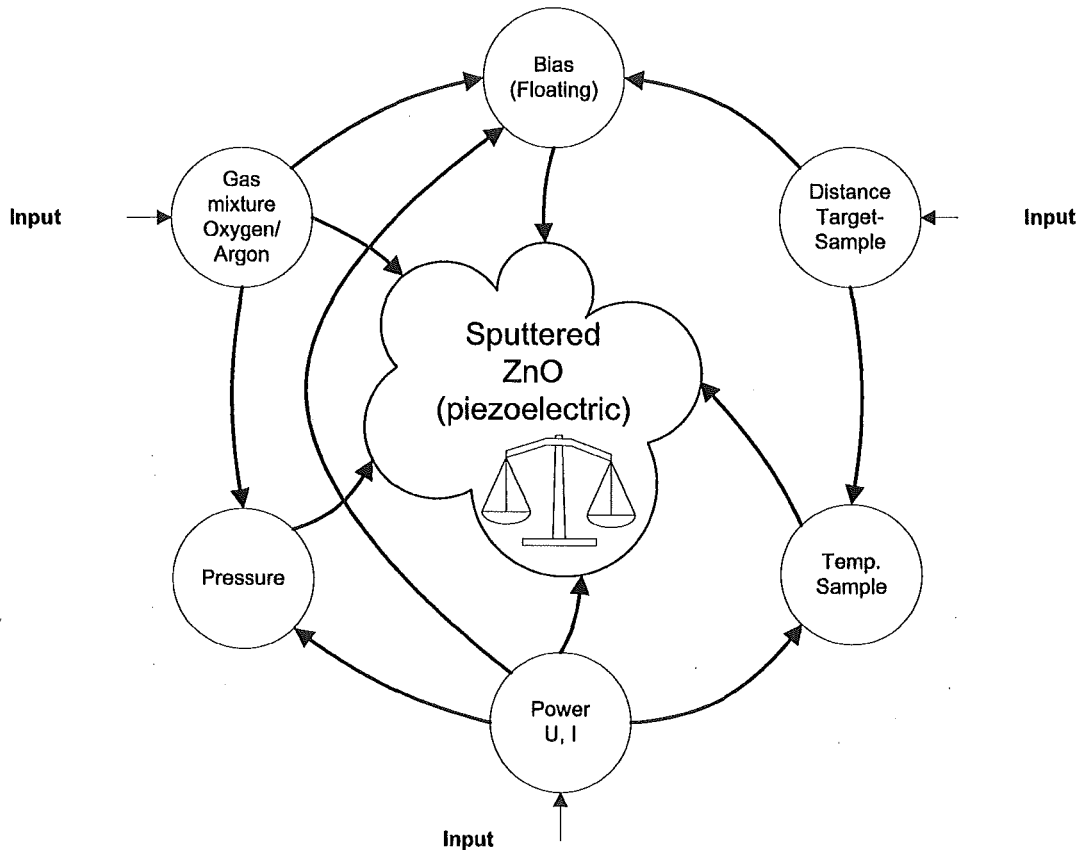 Bias
(Floating)
Gas
mixture
Oxygen/
Argon
Input
Distance
Target-
Sample
Input
Sputtered
ZnO
(piezoelectric)
Pressure
Temp.
Sample
Power
U, I
Input